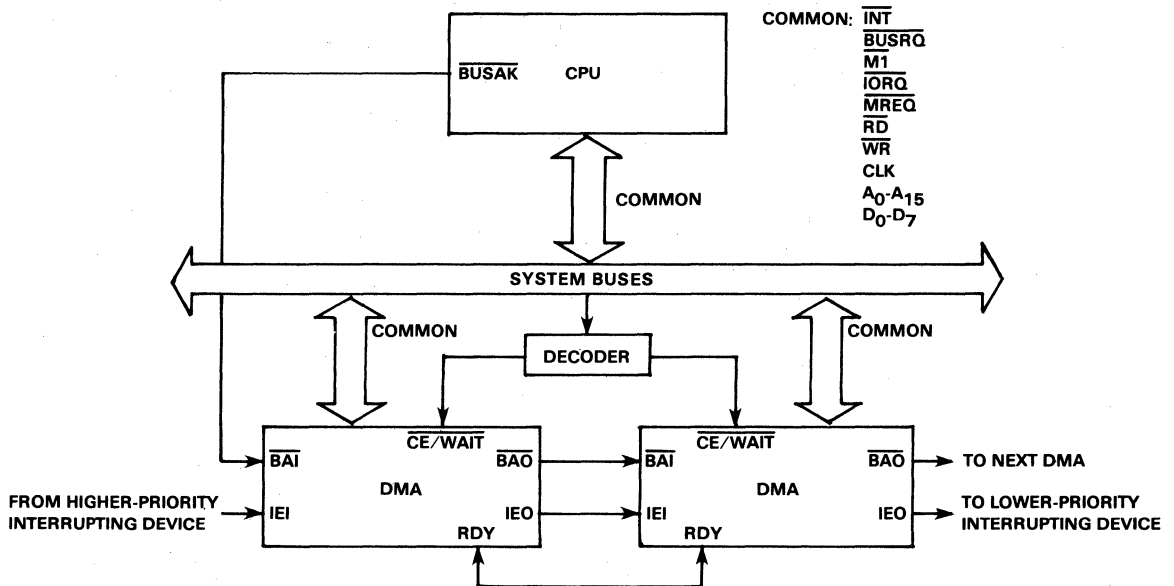 COMMON: INT
BUSRQ
M1
IORQ
MREQ
RD
WR
CLK
A0-A15
D0-D7
BUSAK CPU
COMMON
SYSTEM BUSES
COMMON
COMMON
DECODER
CE/WAIT
CE/WAIT
BAI
BAO
BAI
BAO
TO NEXT DMA
DMA
DMA
FROM HIGHER-PRIORITY
INTERRUPTING DEVICE
IEI
IEO
IEI
IEO
TO LOWER-PRIORITY
INTERRUPTING DEVICE
RDY
RDY